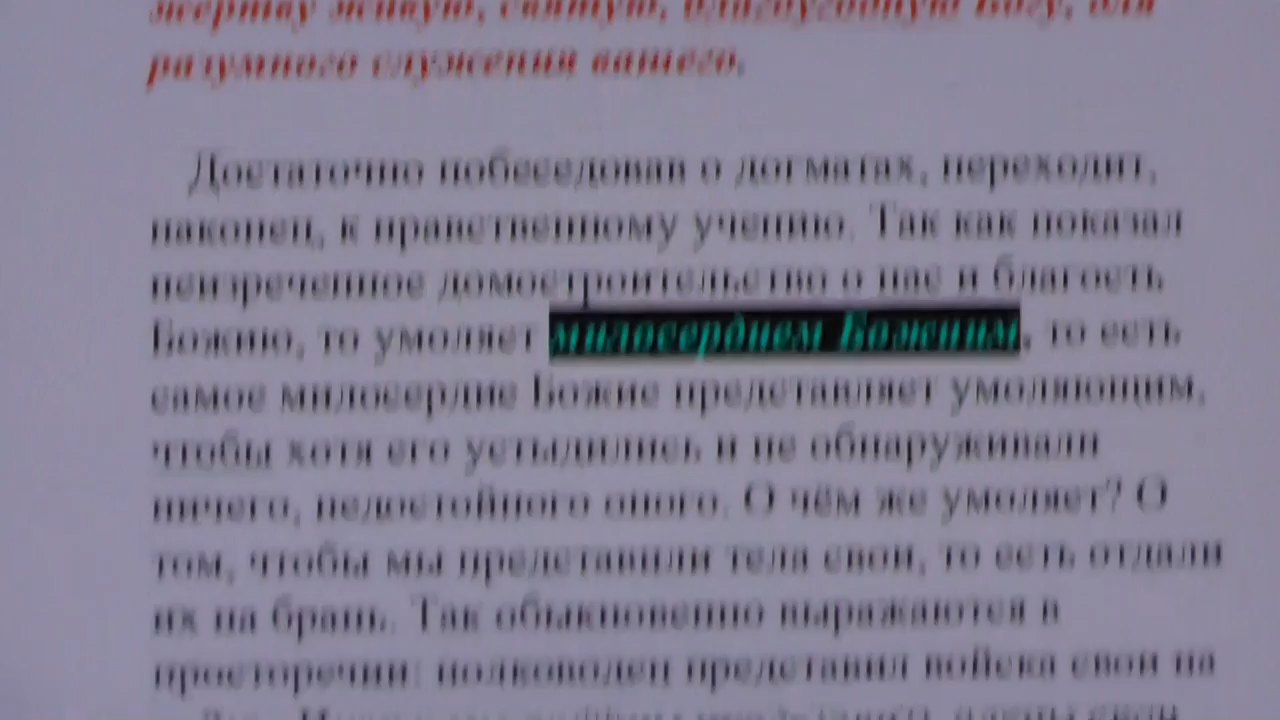 жертву живую, святую, благоугодную Богу, для
разумного служения вашего.
Достаточно побеседовав о догматах, переходит,
наконец, к нравственному учению. Так как показал
неизреченное домостроительство о нас и благость
Божию, то умоляет милосердием Божиим, то есть
самое милосердие Божие представляет умоляющим,
чтобы хотя его устыдились и не обнаруживали
ничего, недостойного оного. О чём же умоляет? О
том, чтобы мы представили тела свои, то есть отдали
их на брань. Так обыкновенно выражаются в
просторечии: полководец представил войска свои на